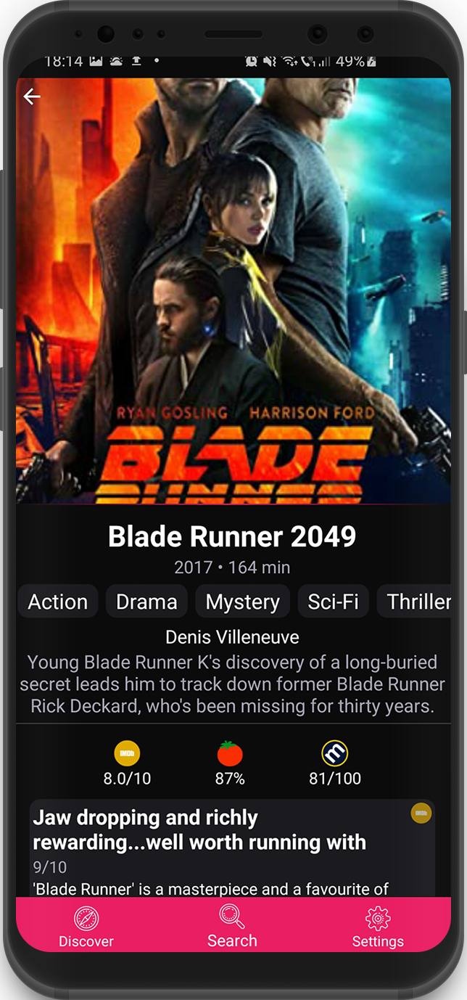 18:14
49%
RYAN GOSLING HARRISON FORD
BLADE
RUNNER
Blade Runner 2049
2017 • 164 min
Action Drama Mystery Sci-Fi Thriller
Denis Villeneuve
Young Blade Runner K's discovery of a long-buried
secret leads him to track down former Blade Runner
Rick Deckard, who's been missing for thirty years.
IMDb
m
8.0/10 87% 81/100
Jaw dropping and richly
rewarding...well worth running with
IMDb
9/10
'Blade Runner' is a masterpiece and a favourite of
Discover Search Settings